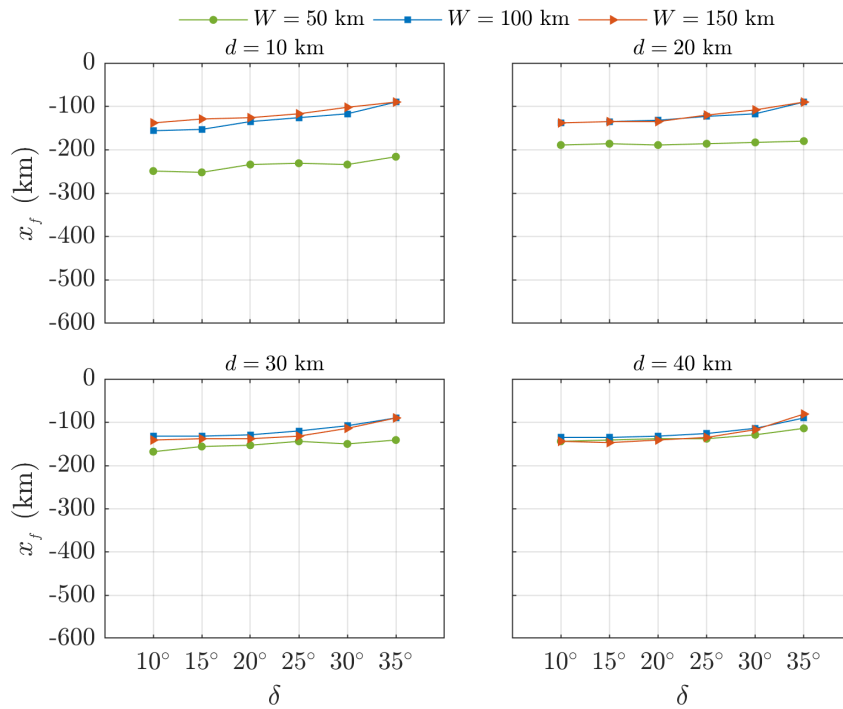 W = 50 km W = 100 km W = 150 km
d = 10 km d = 20 km
0
-100
-200
-300
-400
-500
-600
x_f (km)
d = 30 km d = 40 km
0
-100
-200
-300
-400
-500
-600
x_f (km)
10° 15° 20° 25° 30° 35° 10° 15° 20° 25° 30° 35°
δ δ